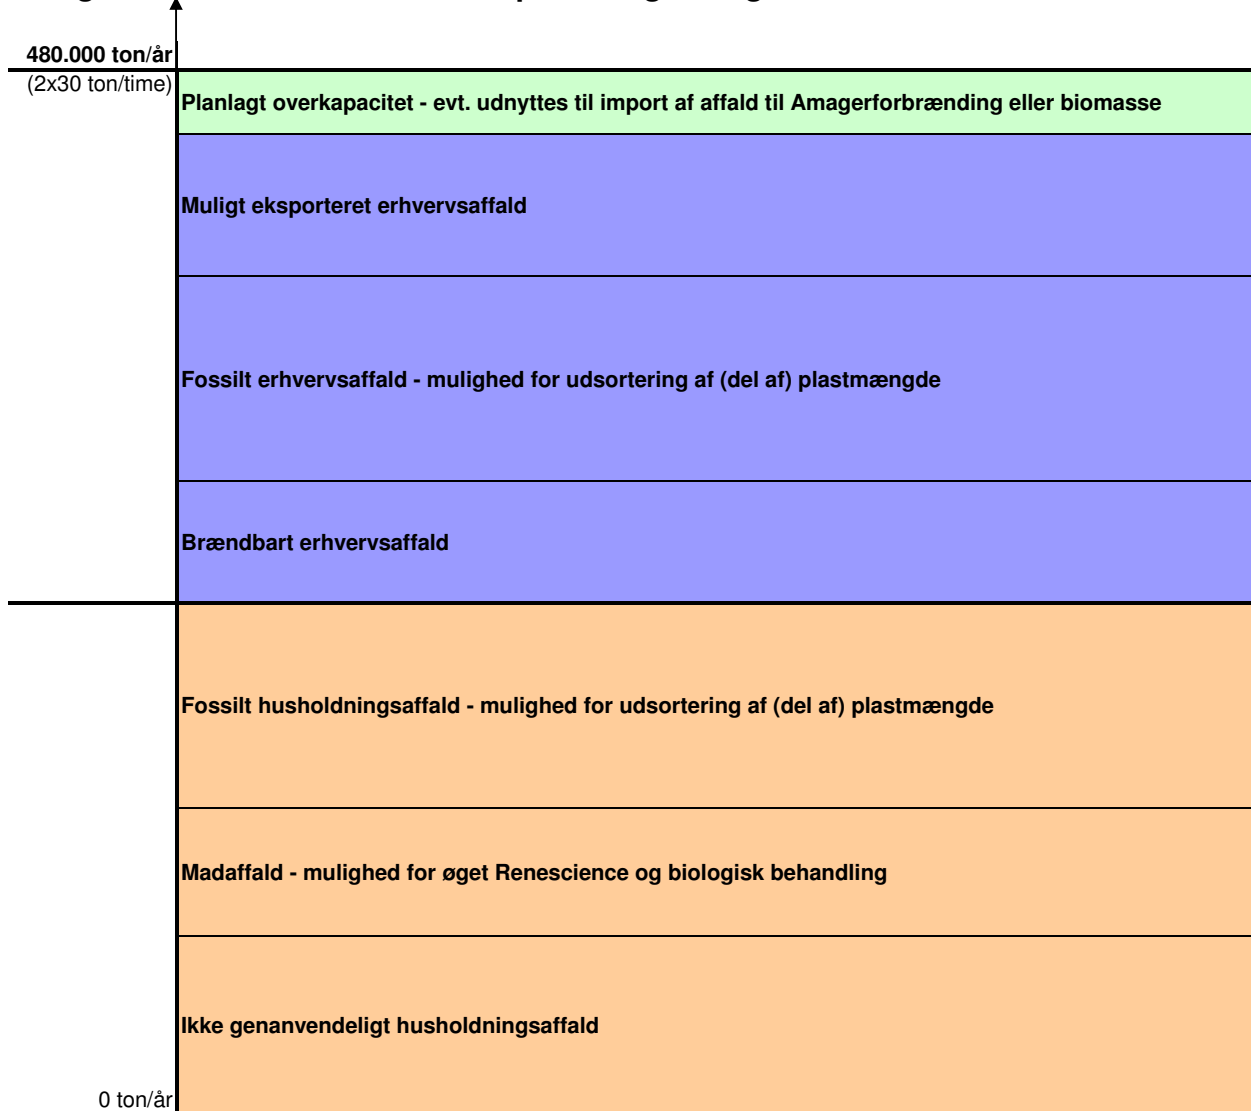 480.000 ton/år
(2x30 ton/time)
Planlagt overkapacitet - evt. udnyttes til import af affald til Amagerforbrænding eller biomasse
Muligt eksporteret erhvervsaffald
Fossilt erhvervsaffald - mulighed for udsortering af (del af) plastmængde
Brændbart erhvervsaffald
Fossilt husholdningsaffald - mulighed for udsortering af (del af) plastmængde
Madaffald - mulighed for øget Renescience og biologisk behandling
Ikke genanvendeligt husholdningsaffald
0 ton/år